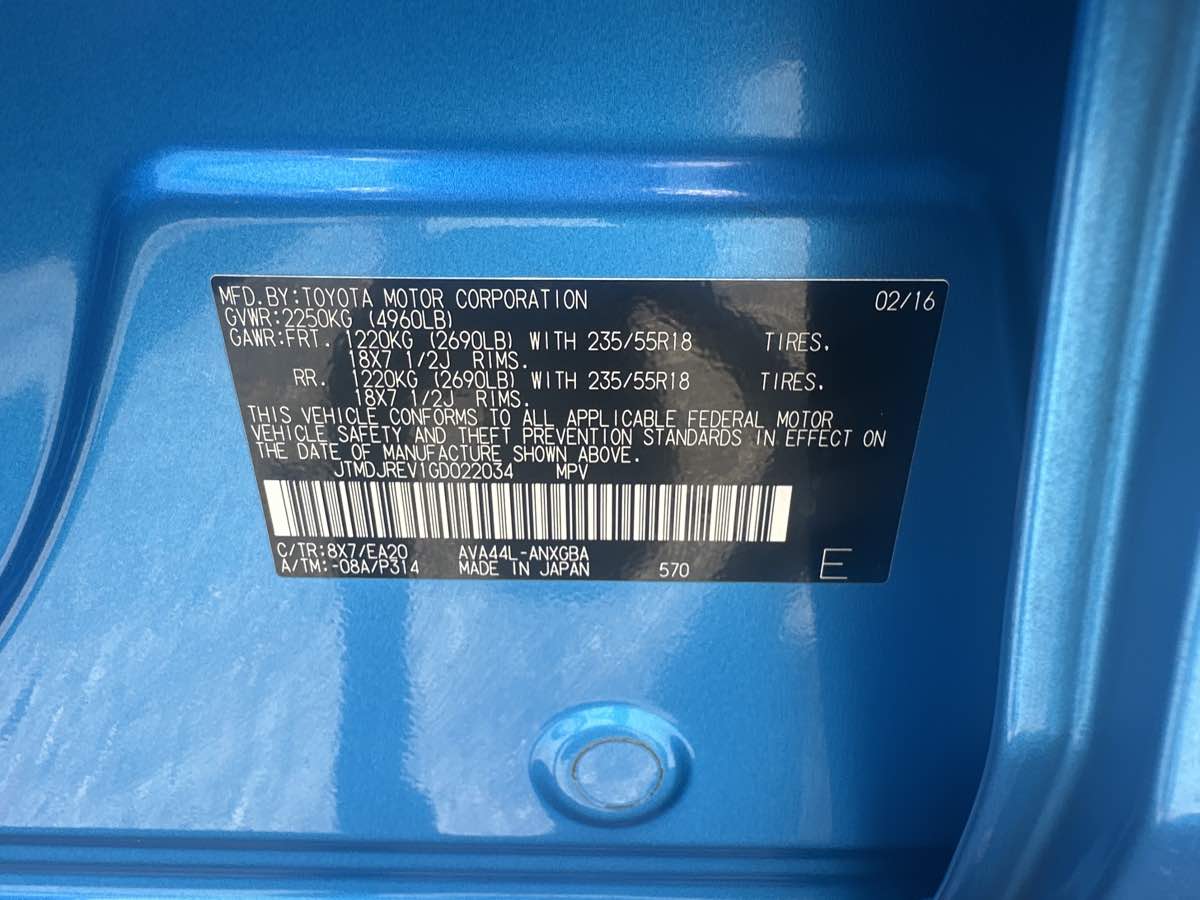 MFD.BY:TOYOTA MOTOR CORPORATION 02/16
GVWR:2250KG (4960LB)
GAWR:FRT. 1220KG (2690LB) WITH 235/55R18 TIRES.
18X7 1/2J RIMS.
RR. 1220KG (2690LB) WITH 235/55R18 TIRES.
18X7 1/2J RIMS.
THIS VEHICLE CONFORMS TO ALL APPLICABLE FEDERAL MOTOR
VEHICLE SAFETY AND THEFT PREVENTION STANDARDS IN EFFECT ON
THE DATE OF MANUFACTURE SHOWN ABOVE.
JTMDJREV1GD022034 MPV
C/TR:8X7/EA20 AVA44L-ANXGBA
A/TM:-08A/P314 MADE IN JAPAN 570 E